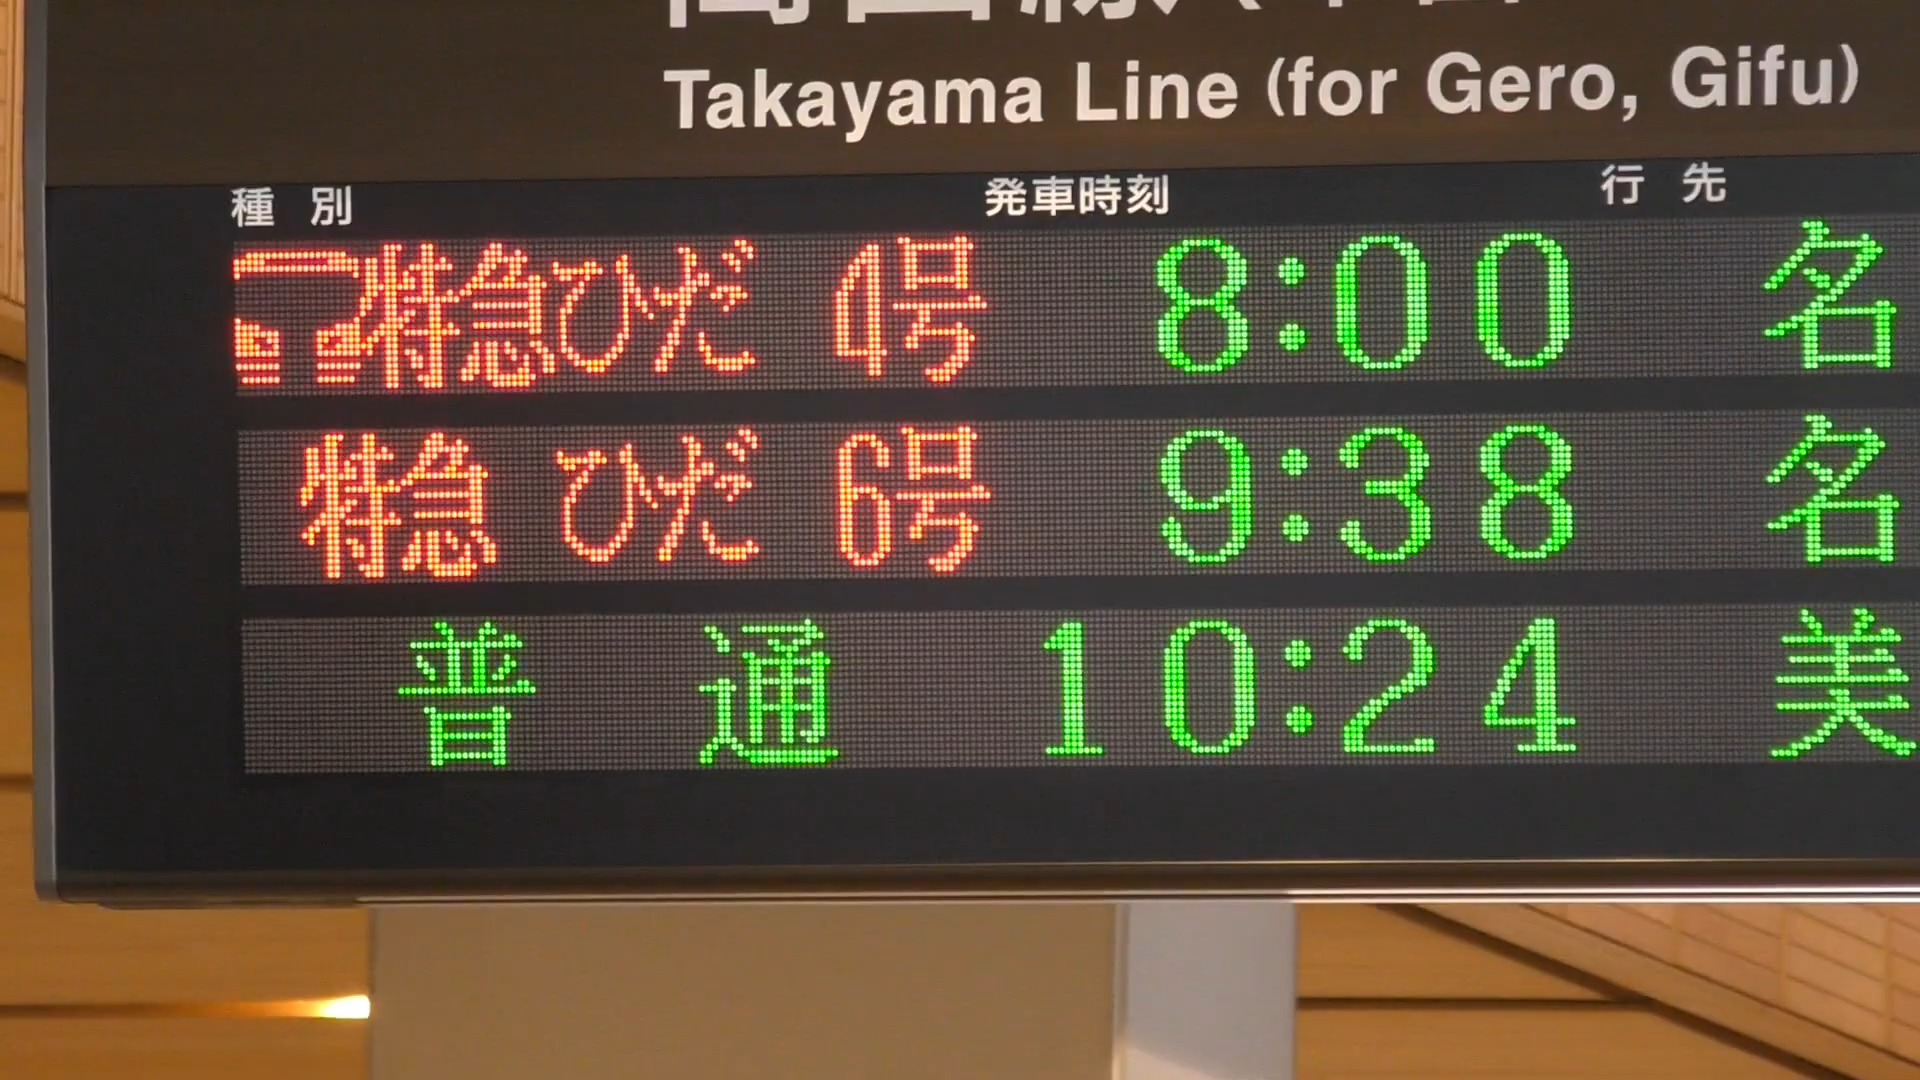 Takayama Line (for Gero, Gifu)
種別 発車時刻 行先
特急ひだ 4号 8:00 名
特急 ひだ 6号 9:38 名
普通 10:24 美